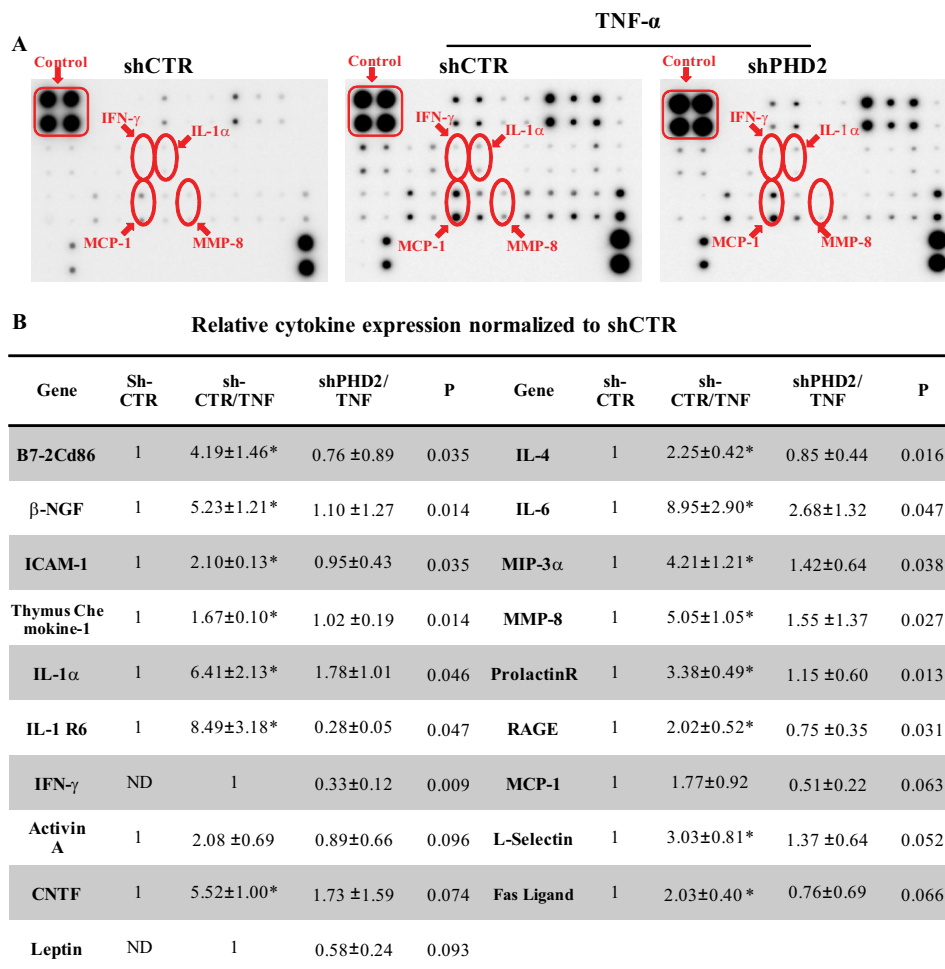 TNF-α
A
Control shCTR
IFN-γ
IL-1α
MCP-1
MMP-8
Control shCTR
IFN-γ
IL-1α
MCP-1
MMP-8
Control shPHD2
IFN-γ
IL-1α
MCP-1
MMP-8
B Relative cytokine expression normalized to shCTR
Gene Sh-CTR sh-CTR/TNF shPHD2/TNF P Gene sh-CTR sh-CTR/TNF shPHD2/TNF P
B7-2Cd86 1 4.19±1.46* 0.76 ±0.89 0.035 IL-4 1 2.25±0.42* 0.85 ±0.44 0.016
β-NGF 1 5.23±1.21* 1.10 ±1.27 0.014 IL-6 1 8.95±2.90* 2.68±1.32 0.047
ICAM-1 1 2.10±0.13* 0.95±0.43 0.035 MIP-3α 1 4.21±1.21* 1.42±0.64 0.038
Thymus Che
mokine-1 1 1.67±0.10* 1.02 ±0.19 0.014 MMP-8 1 5.05±1.05* 1.55±1.37 0.027
IL-1α 1 6.41±2.13* 1.78±1.01 0.046 ProlactinR 1 3.38±0.49* 1.15 ±0.60 0.013
IL-1 R6 1 8.49±3.18* 0.28±0.05 0.047 RAGE 1 2.02±0.52* 0.75 ±0.35 0.031
IFN-γ ND 1 0.33±0.12 0.009 MCP-1 1 1.77±0.92 0.51±0.22 0.063
Activin
A 1 2.08 ±0.69 0.89±0.66 0.096 L-Selectin 1 3.03±0.81* 1.37 ±0.64 0.052
CNTF 1 5.52±1.00* 1.73 ±1.59 0.074 Fas Ligand 1 2.03±0.40 * 0.76±0.69 0.066
Leptin ND 1 0.58±0.24 0.093